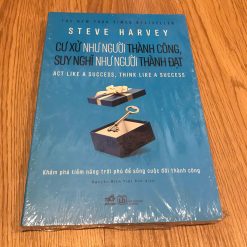 THE NEW YORK TIMES BESTSELLER
STEVE HARVEY
CƯ XỬ NHƯ NGƯỜI THÀNH CÔNG,
SUY NGHĨ NHƯ NGƯỜI THÀNH ĐẠT
ACT LIKE A SUCCESS, THINK LIKE A SUCCESS
Khám phá tiềm năng trời phú để sống cuộc đời thành công